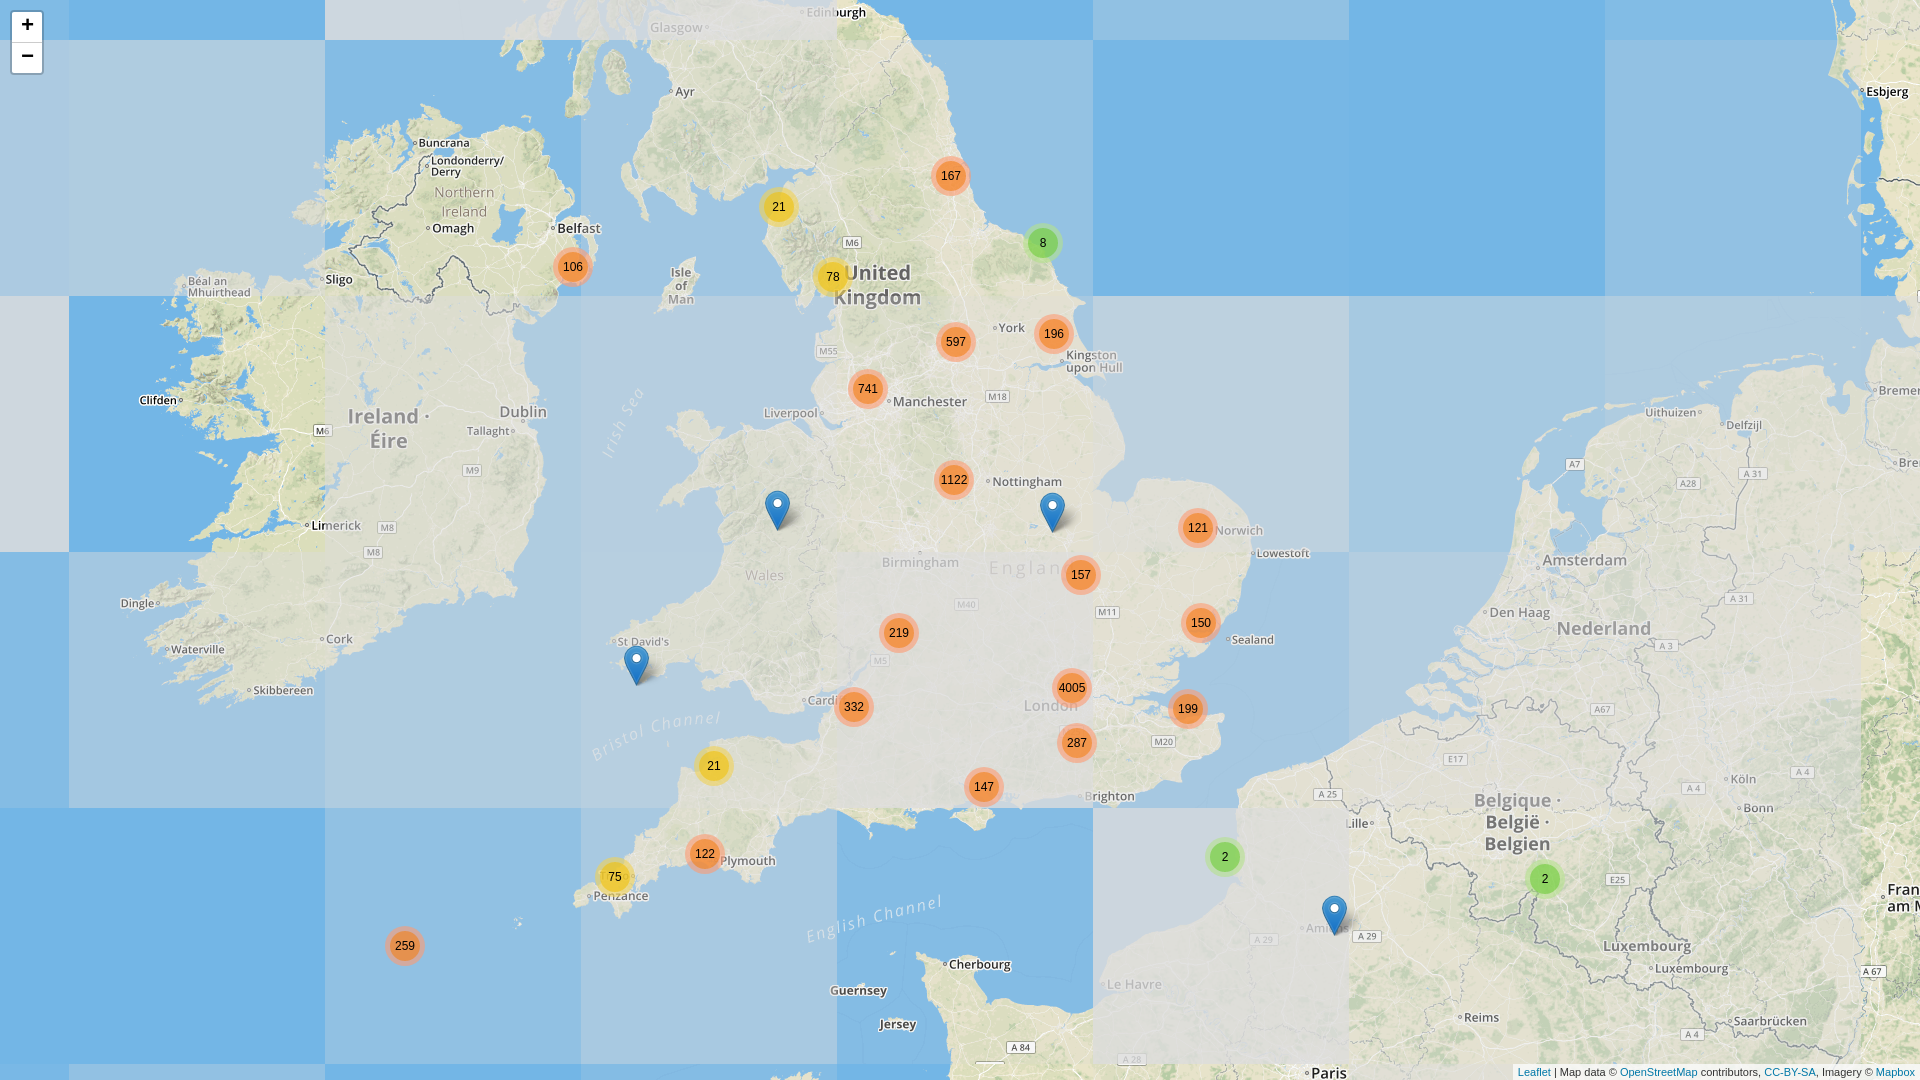 +
−
Edinburgh
Glasgow
Ayr
Esbjerg
Buncrana
Londonderry/
Derry
Northern
Ireland
Omagh
Belfast
167
21
8
M6
106
78
United
Kingdom
Isle
of
Man
Sligo
Béal an
Mhuirthead
York
196
597
M55
Kingston
upon Hull
741
Manchester
M18
Liverpool
Irish Sea
Clifden
Ireland ·
Éire
Dublin
Tallaght
M6
M9
Uithuizen
Delfzijl
A7
A 31
A28
1122
Nottingham
121
Norwich
Lowestoft
Limerick
M8
M8
Birmingham
England
157
Wales
M40
M11
150
Sealand
Amsterdam
A 31
Den Haag
Nederland
A 3
Dingle
Cork
Waterville
Skibbereen
St David's
219
M5
332
4005
London
199
287
M20
A67
Bristol Channel
21
147
Brighton
E17
A 25
Köln
A 4
A 4
Bonn
Belgique ·
België ·
Belgien
Lille
122
Plymouth
75
Penzance
2
2
E25
259
English Channel
A 29
A 29
Luxembourg
Luxembourg
A 67
Cherbourg
Le Havre
Guernsey
Jersey
Reims
Saarbrücken
A 4
A 84
A 28
Paris
Leaflet | Map data © OpenStreetMap contributors, CC-BY-SA, Imagery © Mapbox